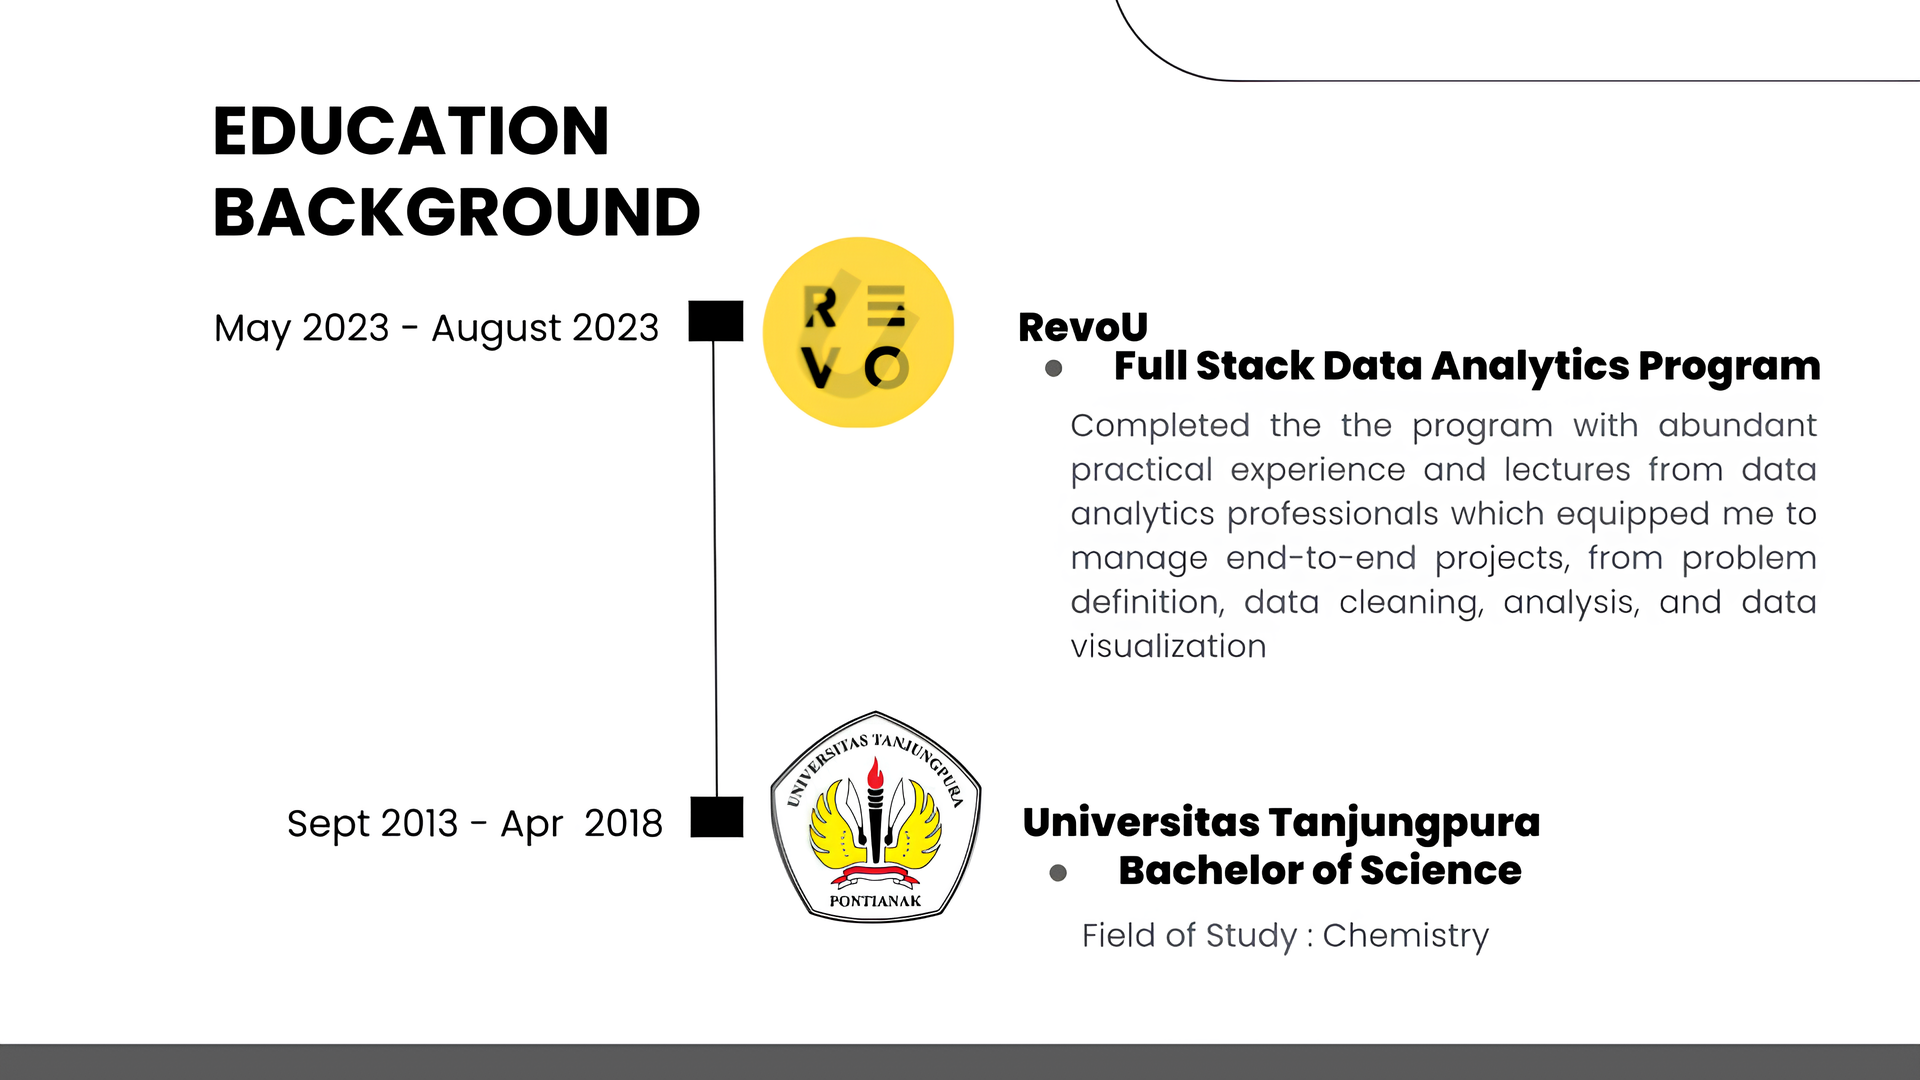 EDUCATION
BACKGROUND
May 2023 - August 2023
R E
V O
RevoU
● Full Stack Data Analytics Program
Completed the the program with abundant
practical experience and lectures from data
analytics professionals which equipped me to
manage end-to-end projects, from problem
definition, data cleaning, analysis, and data
visualization
Sept 2013 - Apr 2018
UNIVERSITAS TANJUNGPURA
PONTIANAK
Universitas Tanjungpura
● Bachelor of Science
Field of Study : Chemistry